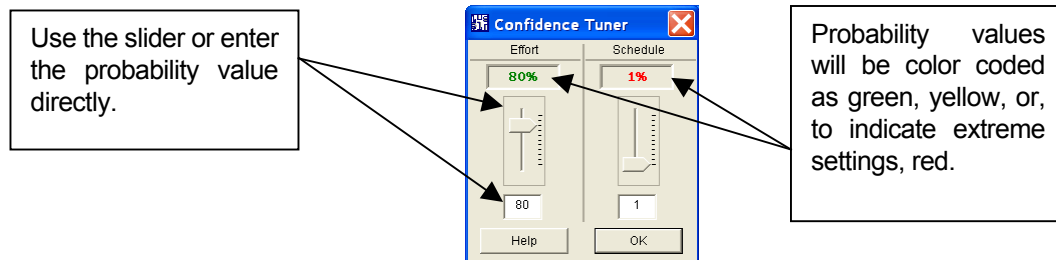 Use the slider or enter
the probability value
directly.
Confidence Tuner
Effort
Schedule
80%
1%
80
1
Help
OK
Probability values
will be color coded
as green, yellow, or,
to indicate extreme
settings, red.